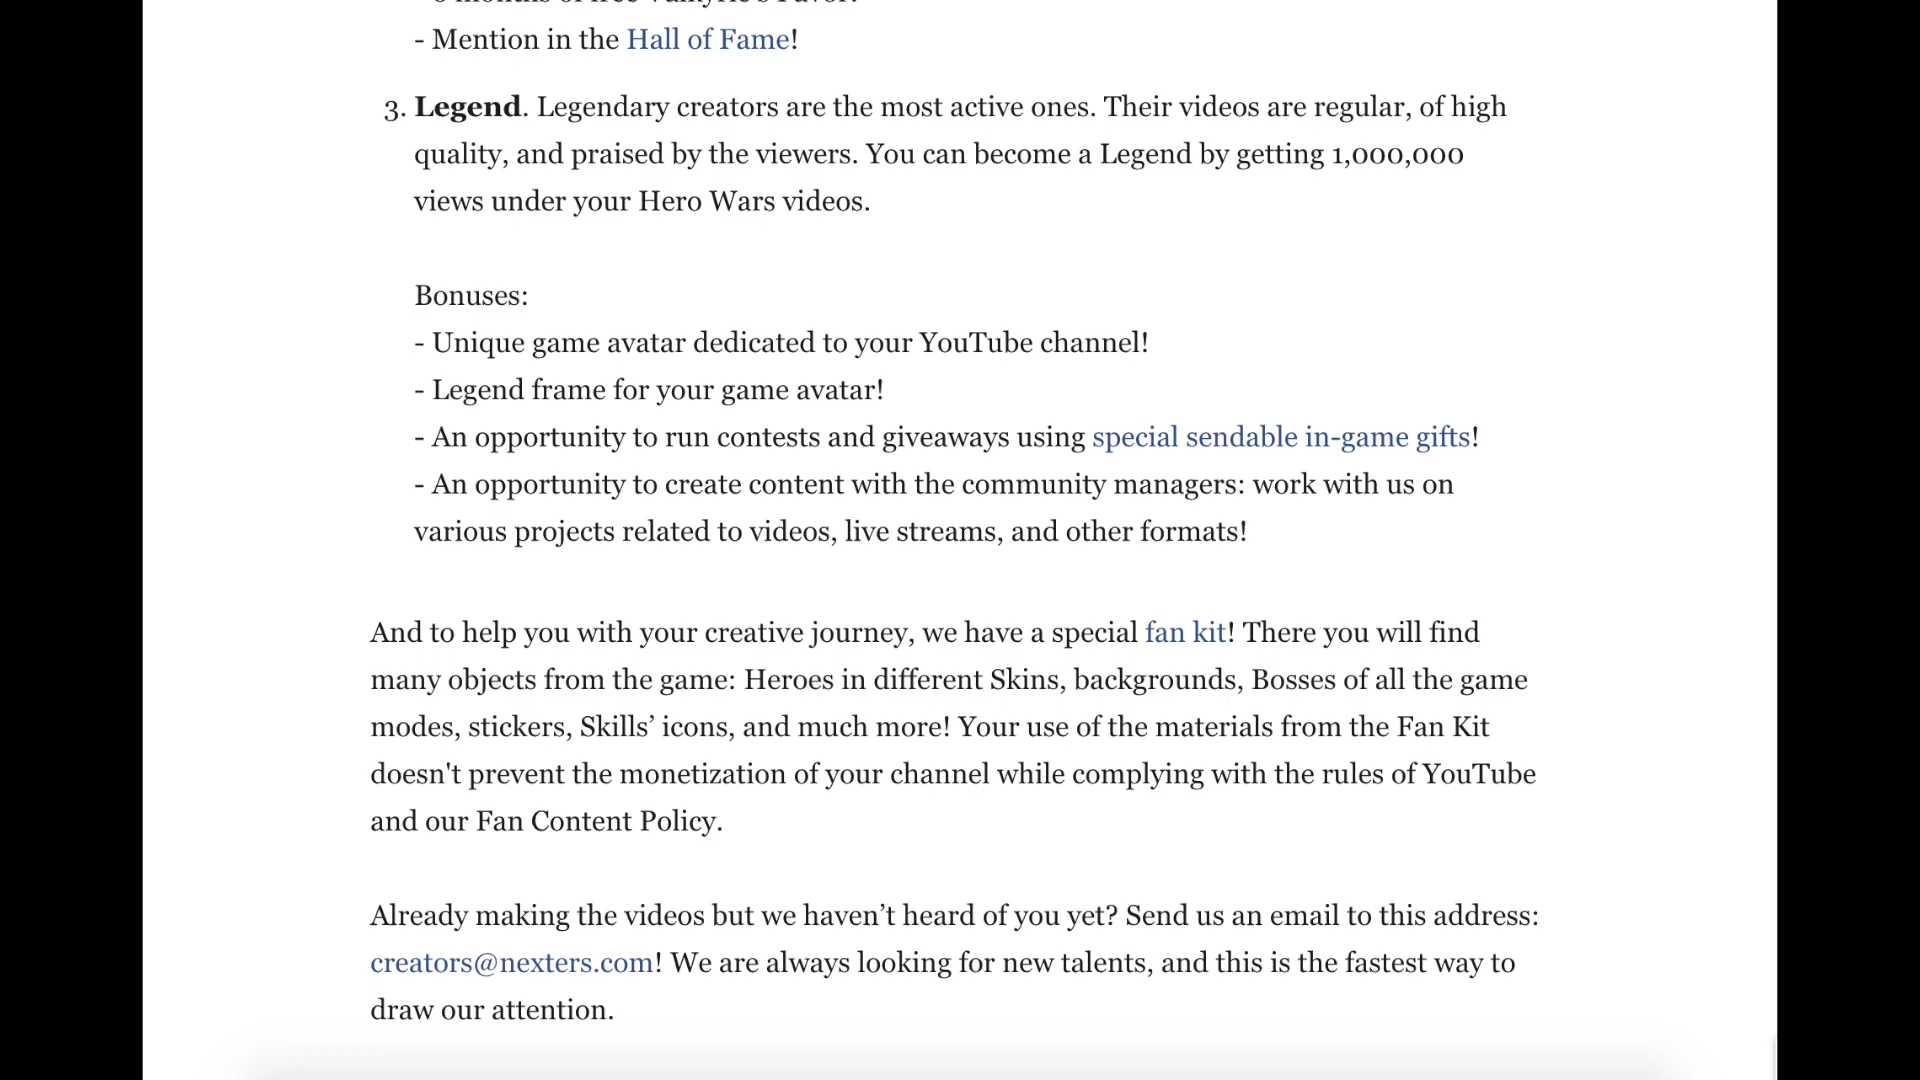 - 6 months of free Valkyrie's Favor!
- Mention in the Hall of Fame!
3. Legend. Legendary creators are the most active ones. Their videos are regular, of high
quality, and praised by the viewers. You can become a Legend by getting 1,000,000
views under your Hero Wars videos.
Bonuses:
- Unique game avatar dedicated to your YouTube channel!
- Legend frame for your game avatar!
- An opportunity to run contests and giveaways using special sendable in-game gifts!
- An opportunity to create content with the community managers: work with us on
various projects related to videos, live streams, and other formats!
And to help you with your creative journey, we have a special fan kit! There you will find
many objects from the game: Heroes in different Skins, backgrounds, Bosses of all the game
modes, stickers, Skills’ icons, and much more! Your use of the materials from the Fan Kit
doesn't prevent the monetization of your channel while complying with the rules of YouTube
and our Fan Content Policy.
Already making the videos but we haven’t heard of you yet? Send us an email to this address:
creators@nexters.com! We are always looking for new talents, and this is the fastest way to
draw our attention.